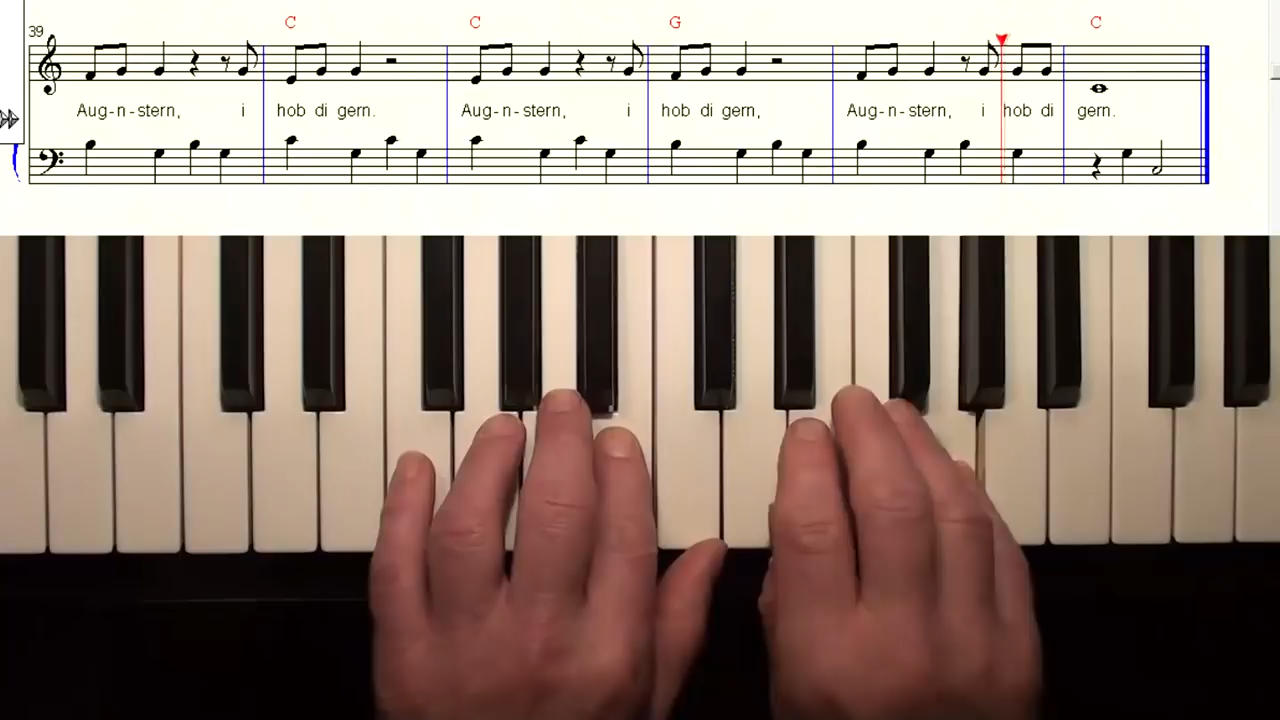 C C G C
39
Aug-n-stern, i hob di gern. Aug-n-stern, i hob di gern, Aug-n-stern, i hob di gern.